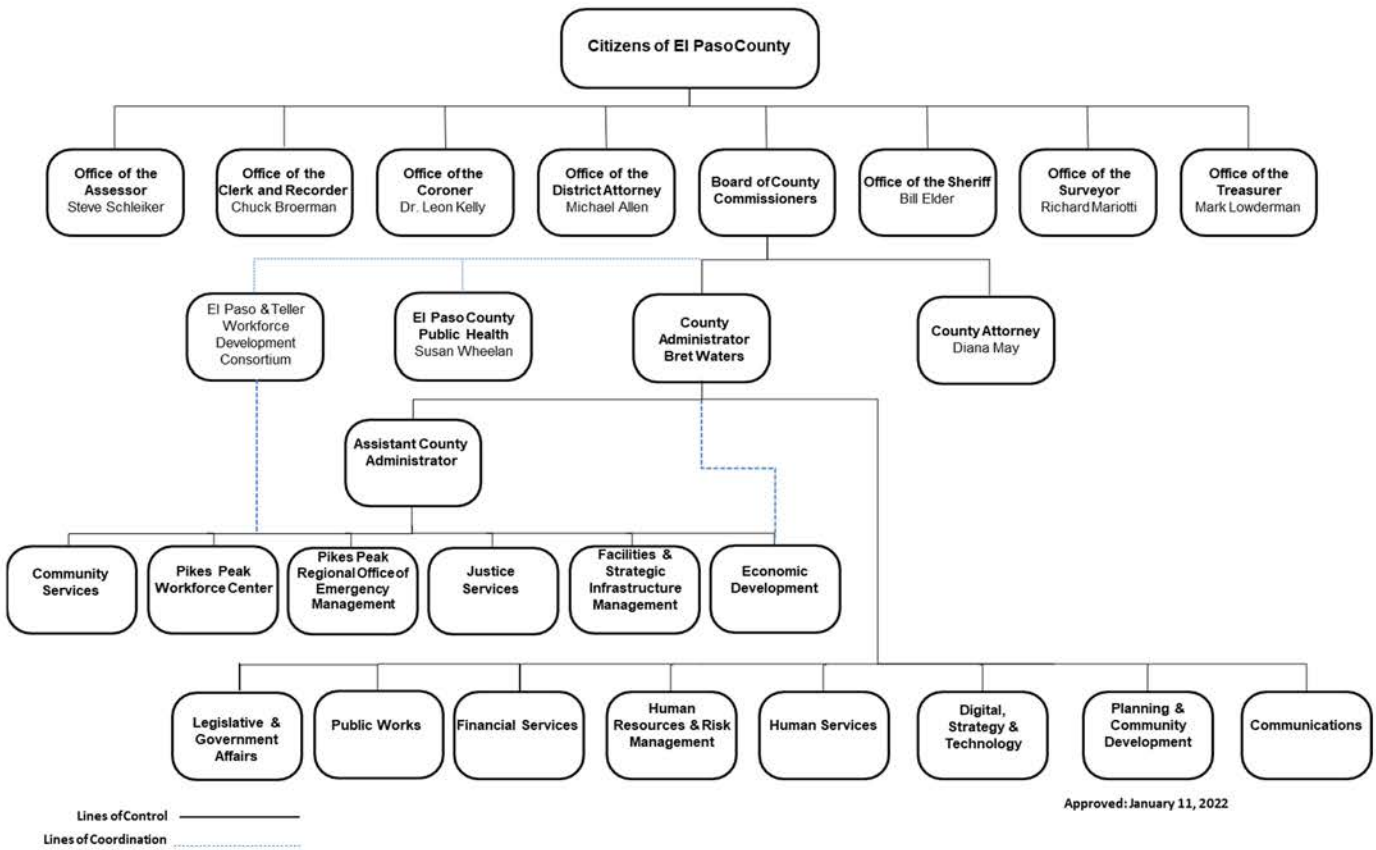 Citizens of El Paso County
Office of the
Assessor
Steve Schleiker
Office of the
Clerk and Recorder
Chuck Broerman
Office of the
Coroner
Dr. Leon Kelly
Office of the
District Attorney
Michael Allen
Board of County
Commissioners
Office of the Sheriff
Bill Elder
Office of the
Surveyor
Richard Mariotti
Office of the
Treasurer
Mark Lowderman
El Paso & Teller
Workforce
Development
Consortium
El Paso County
Public Health
Susan Wheelan
County
Administrator
Bret Waters
County Attorney
Diana May
Assistant County
Administrator
Community
Services
Pikes Peak
Workforce Center
Pikes Peak
Regional Office of
Emergency
Management
Justice
Services
Facilities &
Strategic
Infrastructure
Management
Economic
Development
Legislative &
Government
Affairs
Public Works
Financial Services
Human
Resources & Risk
Management
Human Services
Digital,
Strategy &
Technology
Planning &
Community
Development
Communications
Lines of Control
Lines of Coordination
Approved: January 11, 2022